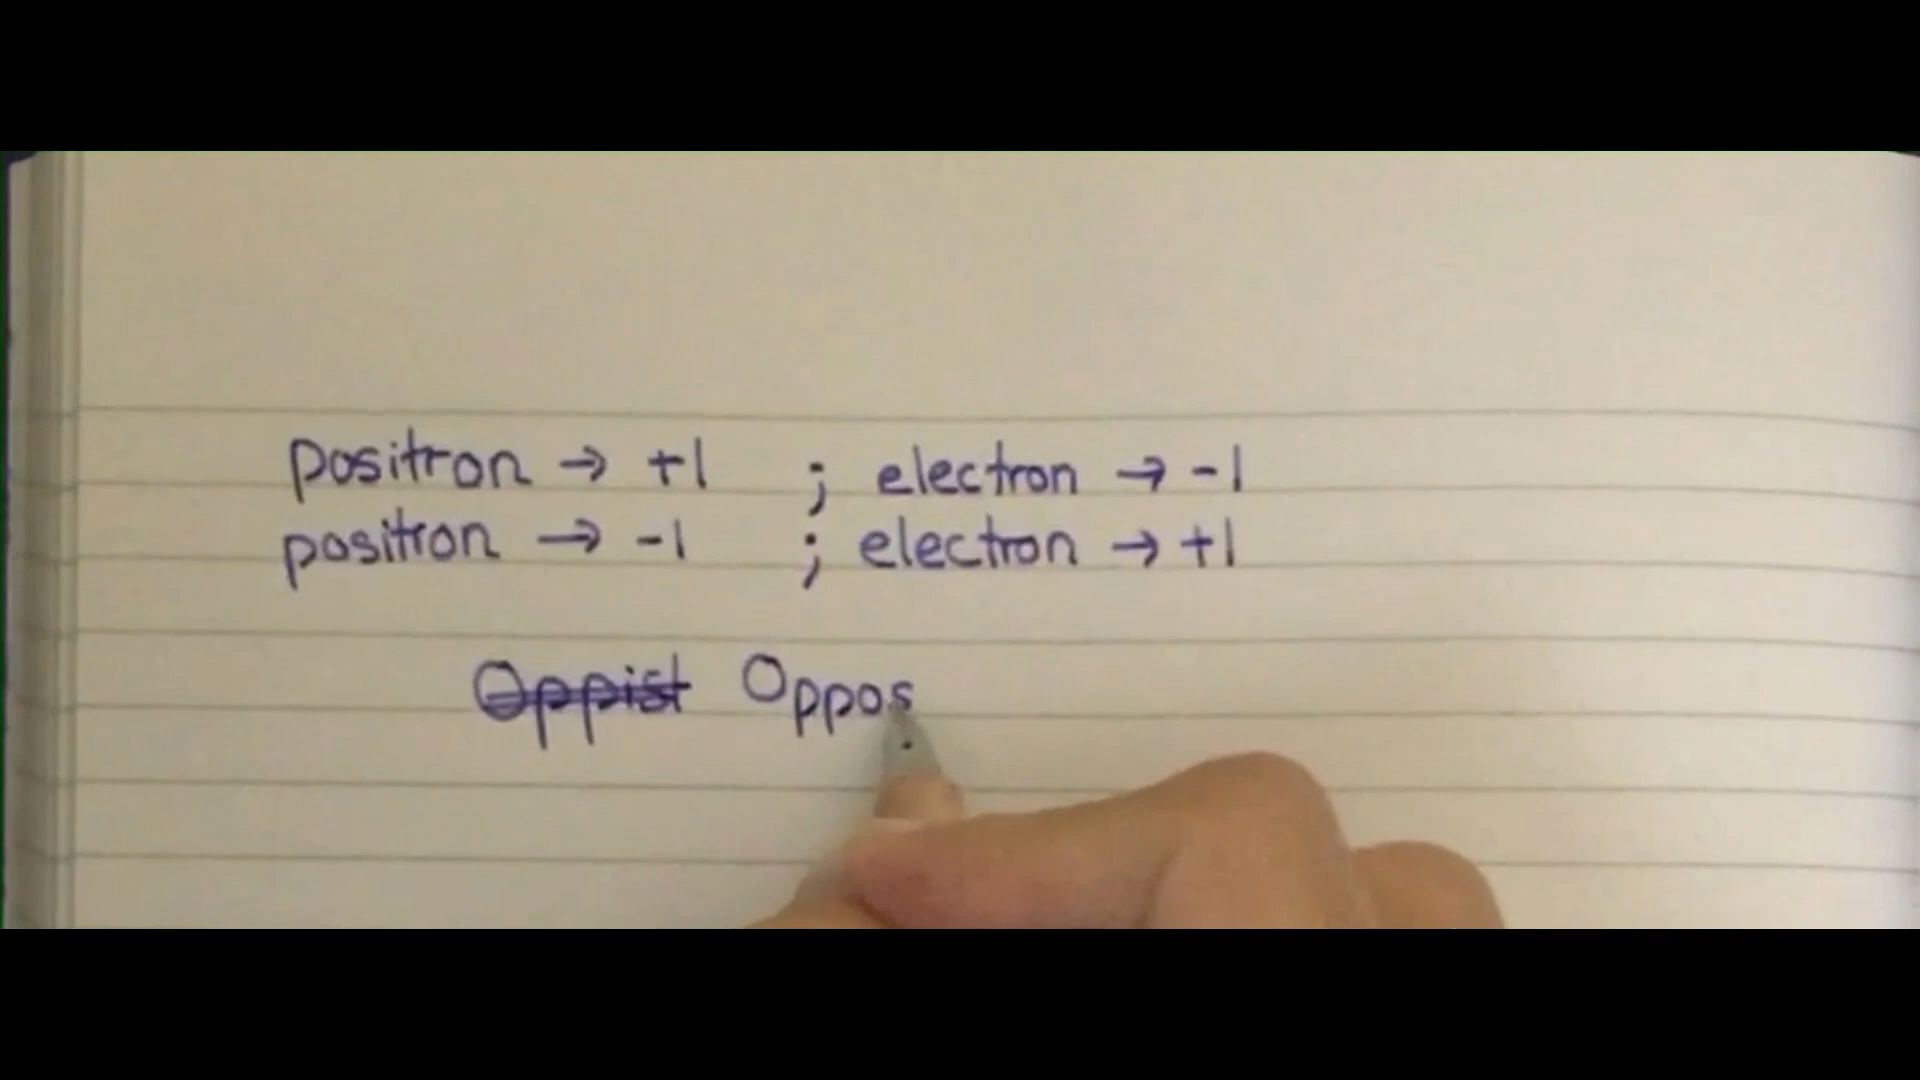 positron → +1 ; electron → -1
positron → -1 ; electron → +1
Oppist Oppos